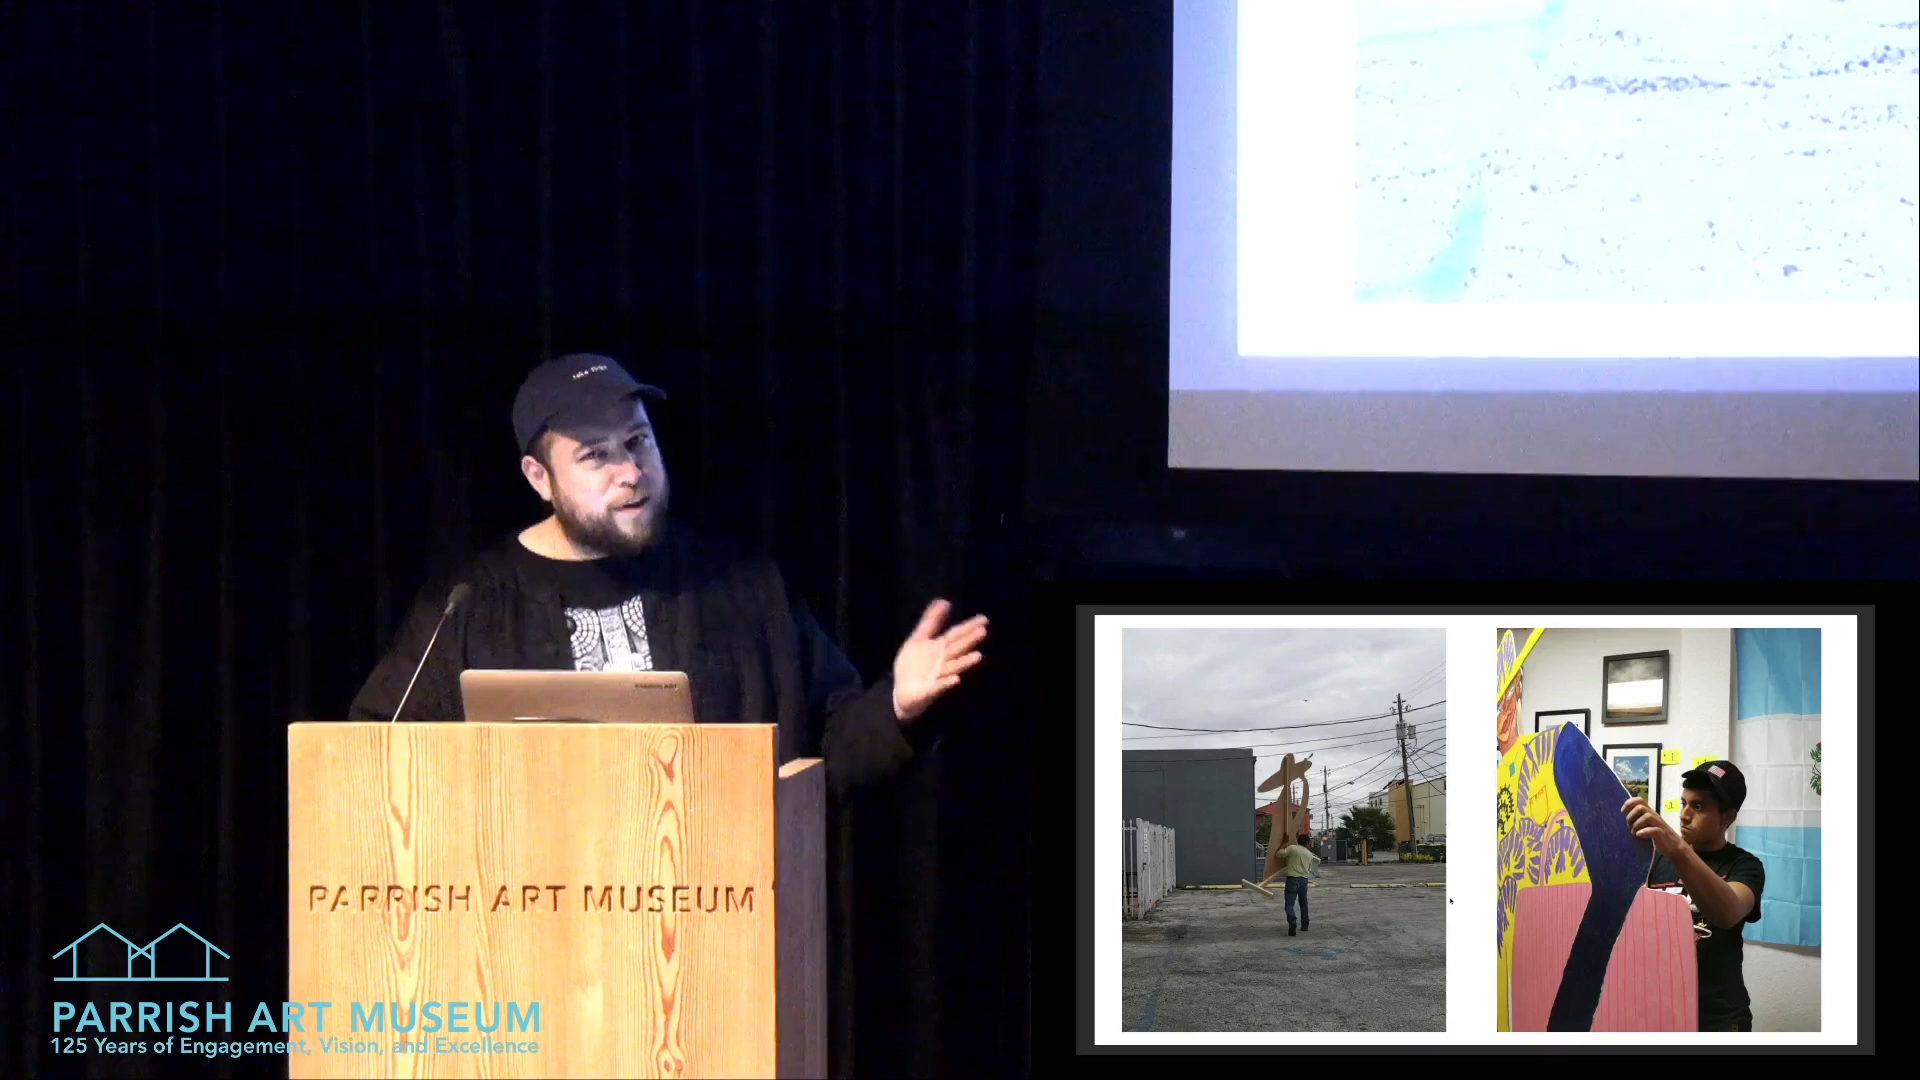 PARRISH ART MUSEUM
PARRISH ART MUSEUM
125 Years of Engagement, Vision, and Excellence